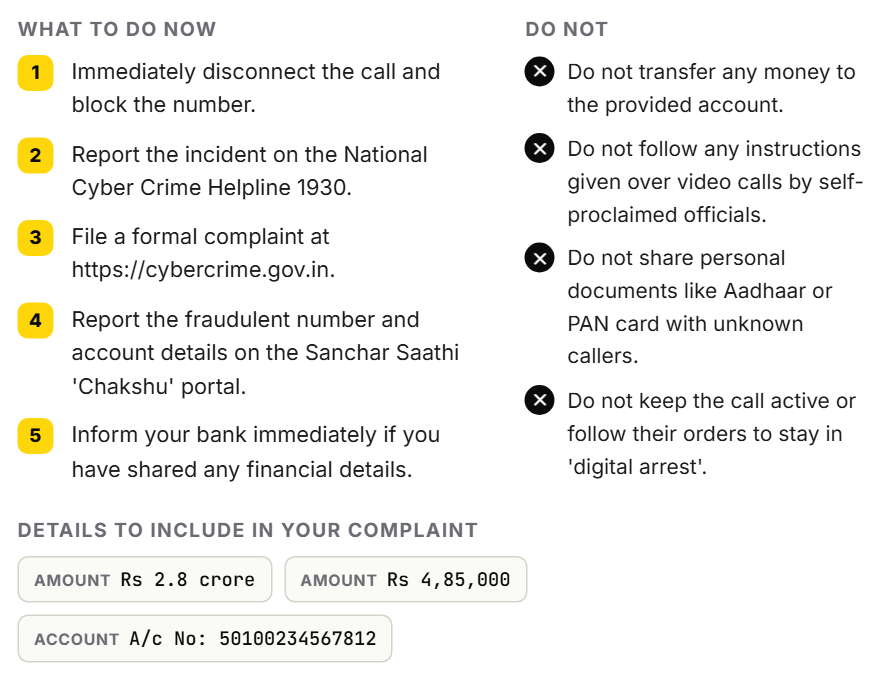 WHAT TO DO NOW
1 Immediately disconnect the call and
block the number.
2 Report the incident on the National
Cyber Crime Helpline 1930.
3 File a formal complaint at
https://cybercrime.gov.in.
4 Report the fraudulent number and
account details on the Sanchar Saathi
'Chakshu' portal.
5 Inform your bank immediately if you
have shared any financial details.
DO NOT
Do not transfer any money to
the provided account.
Do not follow any instructions
given over video calls by self-
proclaimed officials.
Do not share personal
documents like Aadhaar or
PAN card with unknown
callers.
Do not keep the call active or
follow their orders to stay in
'digital arrest'.
DETAILS TO INCLUDE IN YOUR COMPLAINT
AMOUNT Rs 2.8 crore AMOUNT Rs 4,85,000
ACCOUNT A/c No: 50100234567812